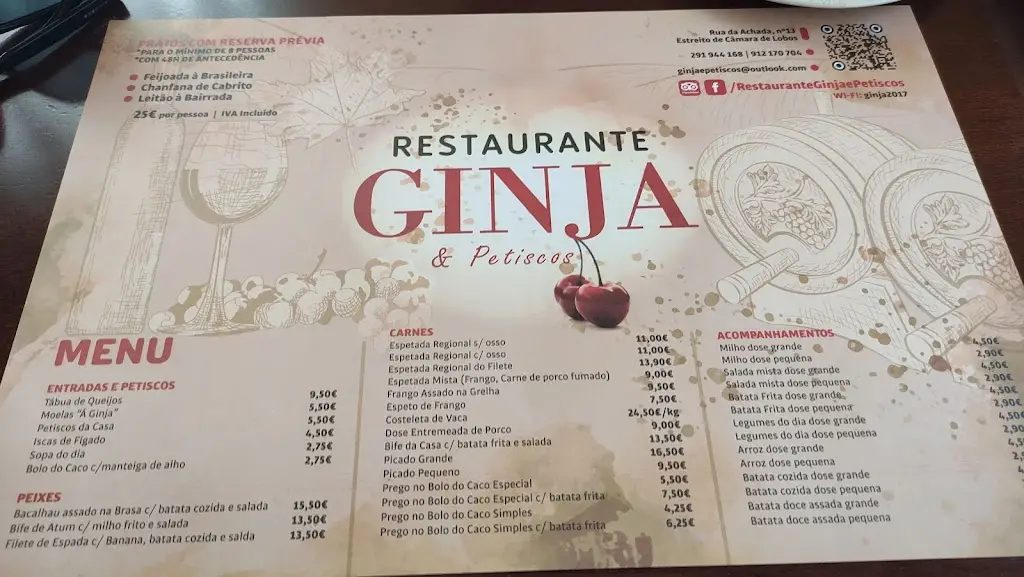 PRATOS COM RESERVA PRÉVIA
*PARA O MÍNIMO DE 8 PESSOAS
*COM 48H DE ANTECEDÊNCIA
Feijoada à Brasileira
Chanfana de Cabrito
Leitão à Bairrada
25€ por pessoa | IVA Incluído
Rua da Achada, nº13
Estreito de Câmara de Lobos
291 944 168 | 912 170 704
ginjaepetiscos@outlook.com
/RestauranteGinjaePetiscos
WI-FI: ginja2017
RESTAURANTE
GINJA
& Petiscos
MENU
ENTRADAS E PETISCOS
Tábua de Queijos 9,50€
Moelas "Á Ginja" 5,50€
Petiscos da Casa 5,50€
Iscas de Fígado 4,50€
Sopa do dia 2,75€
Bolo do Caco c/manteiga de alho 2,75€
PEIXES
Bacalhau assado na Brasa c/ batata cozida e salada 15,50€
Bife de Atum c/ milho frito e salada 13,50€
Filete de Espada c/ Banana, batata cozida e salda 13,50€
CARNES
Espetada Regional s/ osso 11,00€
Espetada Regional c/ osso 11,00€
Espetada Regional do Filete 13,90€
Espetada Mista (Frango, Carne de porco fumado) 9,00€
Frango Assado na Grelha 9,50€
Espeto de Frango 7,50€
Costeleta de Vaca 24,50€/kg
Dose Entremeada de Porco 9,00€
Bife da Casa c/ batata frita e salada 13,50€
Picado Grande 16,50€
Picado Pequeno 9,50€
Prego no Bolo do Caco Especial 5,50€
Prego no Bolo do Caco Especial c/ batata frita 7,50€
Prego no Bolo do Caco Simples 4,25€
Prego no Bolo do Caco Simples c/ batata frita 6,25€
ACOMPANHAMENTOS
Milho dose grande 4,50€
Milho dose pequena 2,90€
Salada mista dose grande 4,50€
Salada mista dose pequena 2,90€
Batata Frita dose grande 4,50€
Batata Frita dose pequena 2,90€
Legumes do dia dose grande
Legumes do dia dose pequena
Arroz dose grande
Arroz dose pequena
Batata cozida dose grande
Batata cozida dose pequena
Batata doce assada grande
Batata doce assada pequena